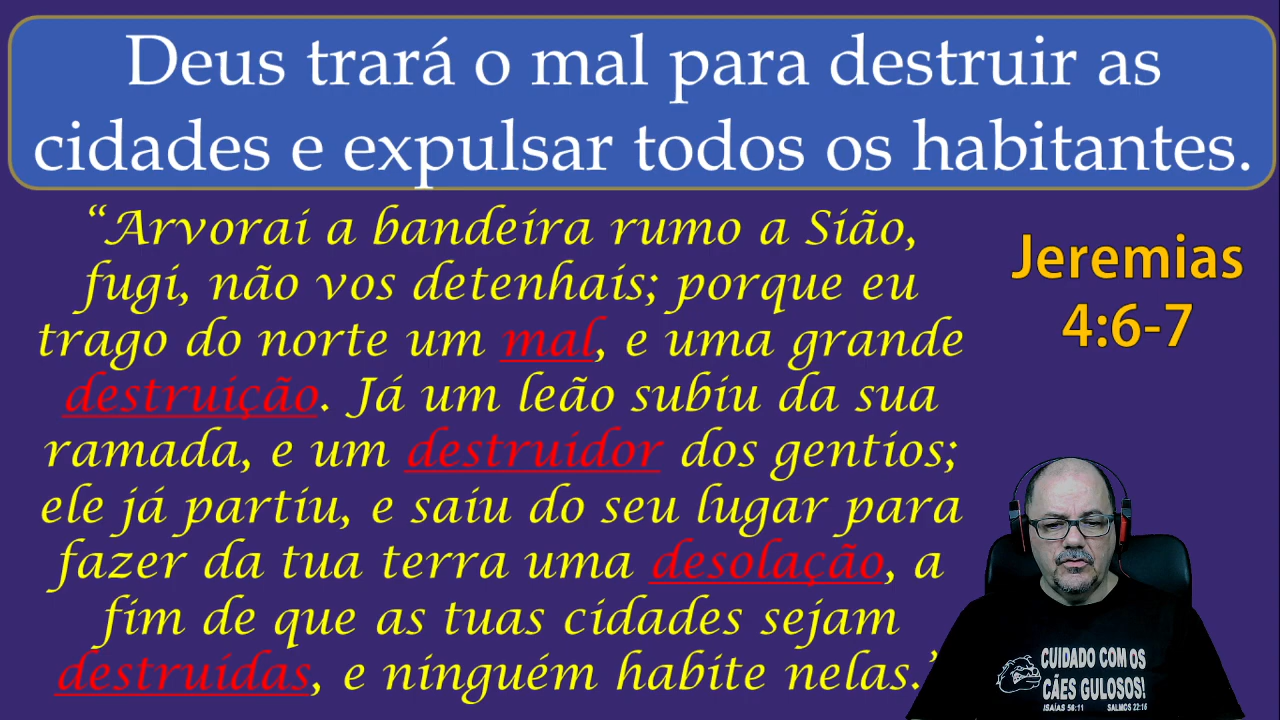 Deus trará o mal para destruir as
cidades e expulsar todos os habitantes.
“Arvorai a bandeira rumo a Sião,
fugi, não vos detenhais; porque eu
trago do norte um mal, e uma grande
destruição. Já um leão subiu da sua
ramada, e um destruidor dos gentios;
ele já partiu, e saiu do seu lugar para
fazer da tua terra uma desolação, a
fim de que as tuas cidades sejam
destruídas, e ninguém habite nelas.”
Jeremias
4:6-7
CUIDADO COM OS
CÃES GULOSOS!
ISAÍAS 56:11 SALMOS 22:16